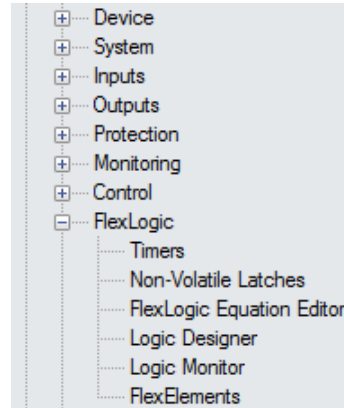 Device
System
Inputs
Outputs
Protection
Monitoring
Control
FlexLogic
Timers
Non-Volatile Latches
FlexLogic Equation Editor
Logic Designer
Logic Monitor
FlexElements